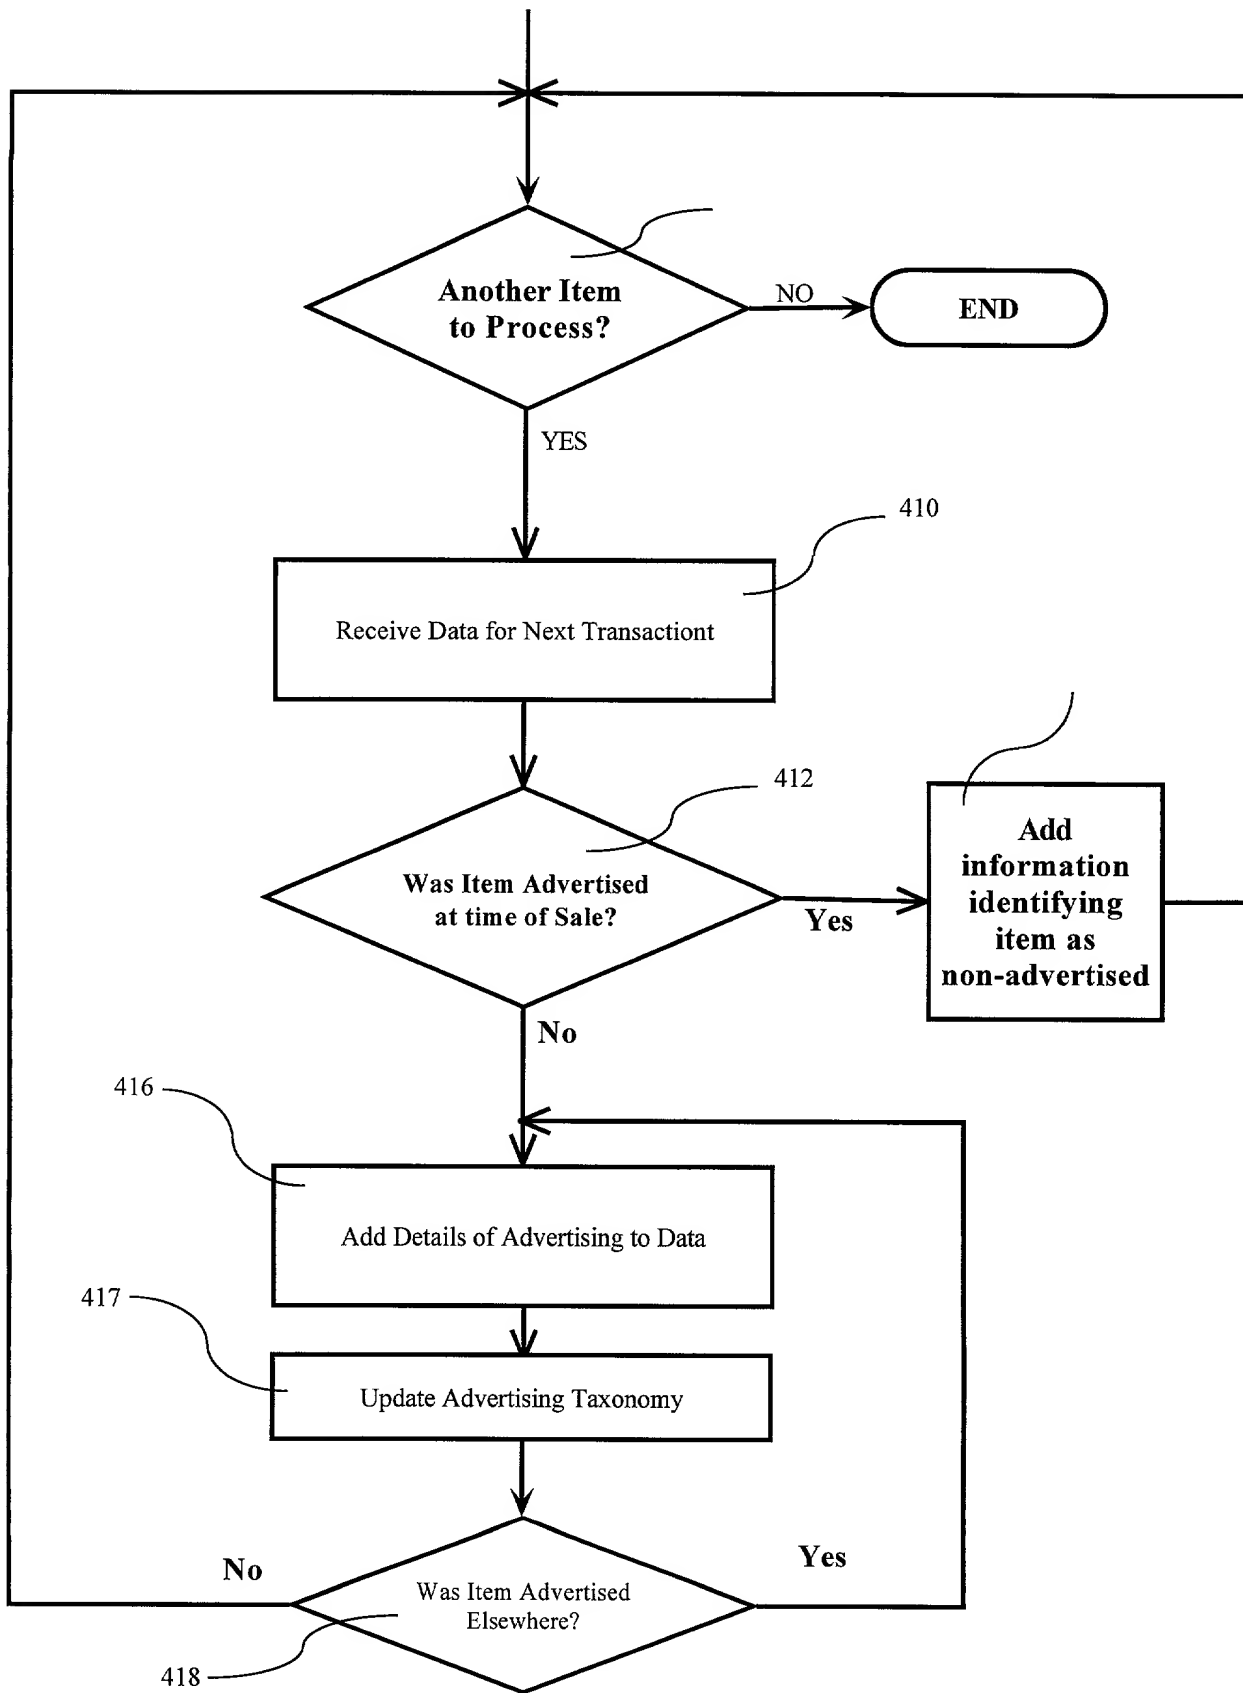 Another Item
to Process?
NO
END
YES
410
Receive Data for Next Transactiont
412
Was Item Advertised
at time of Sale?
Yes
Add
information
identifying
item as
non-advertised
No
416
Add Details of Advertising to Data
417
Update Advertising Taxonomy
No
Yes
Was Item Advertised
Elsewhere?
418